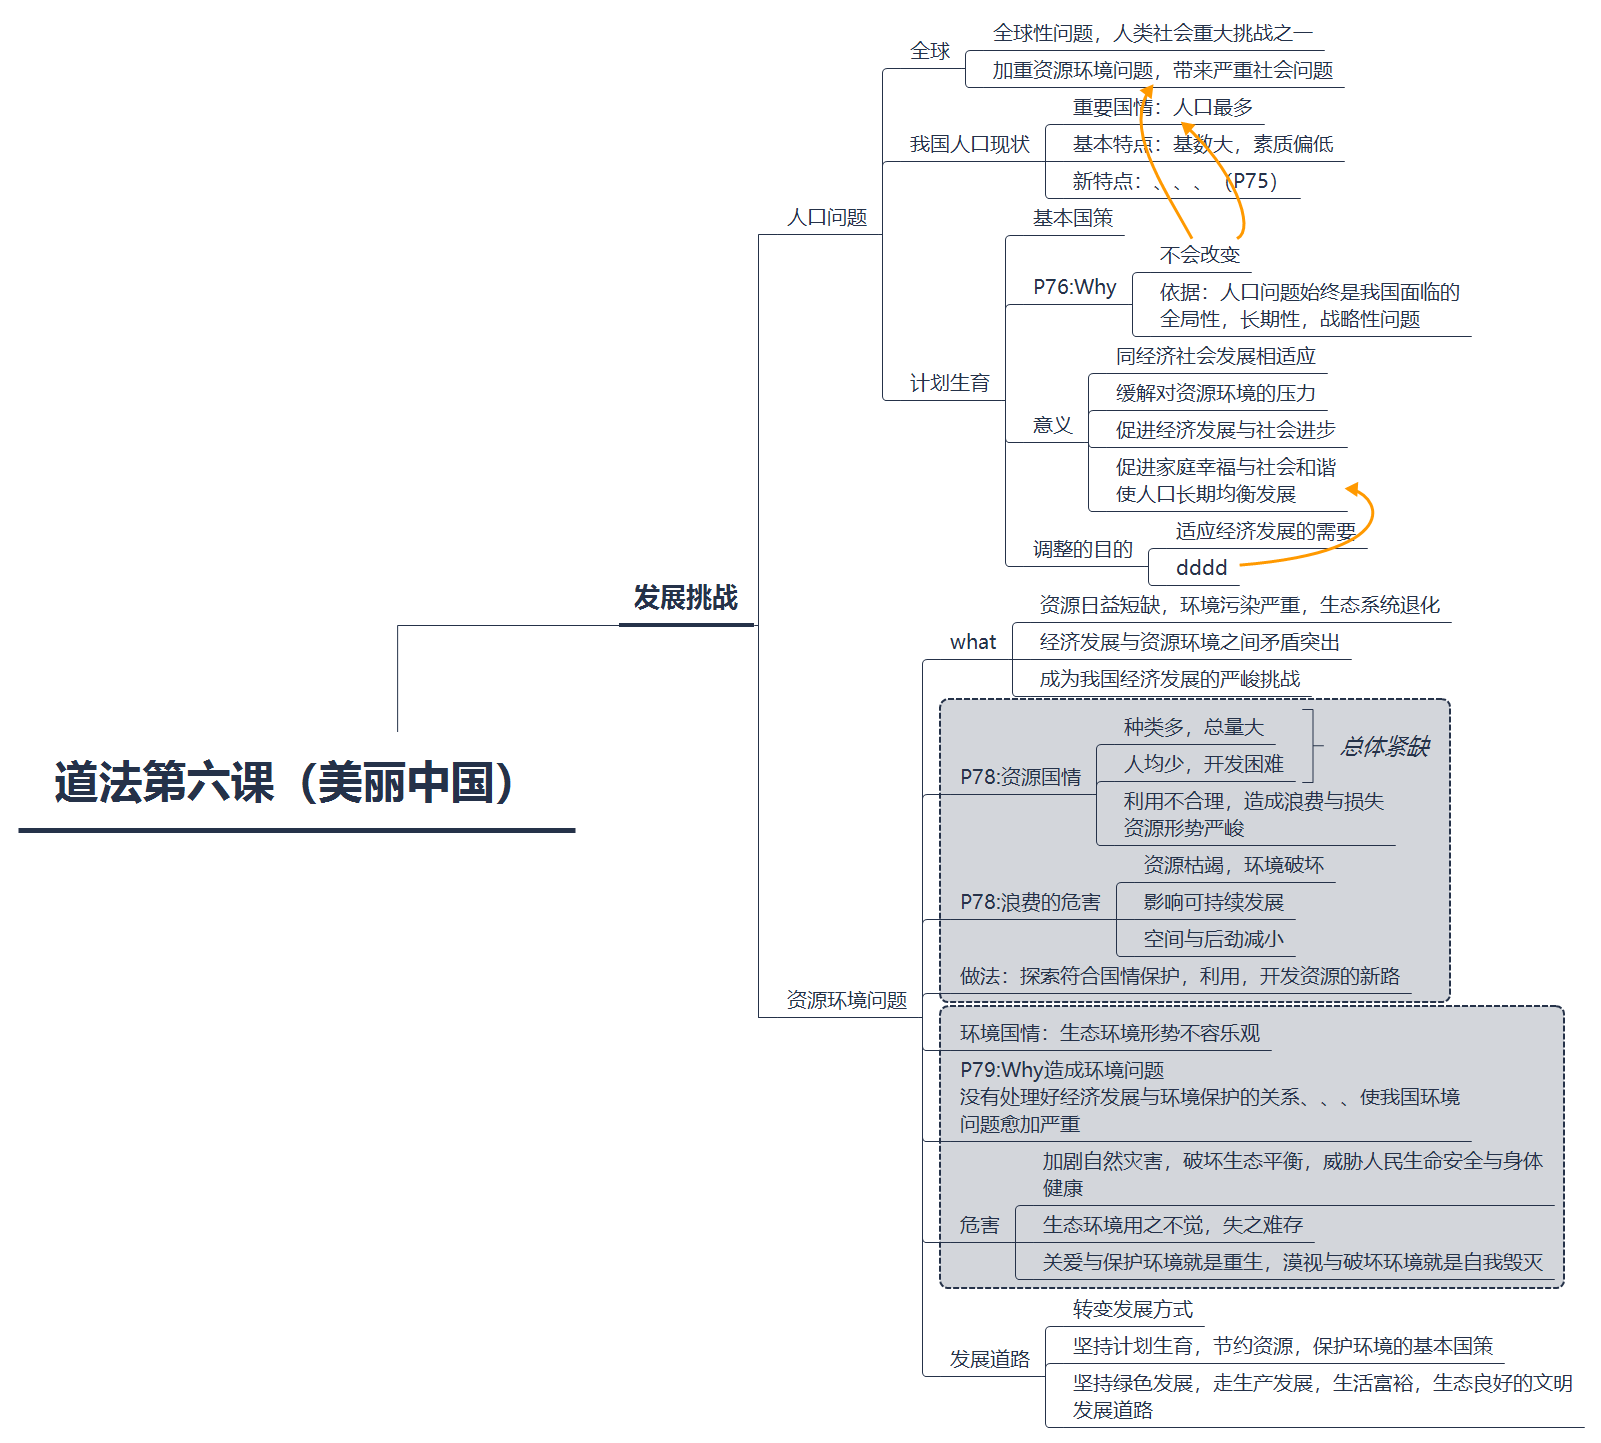 道法第六课（美丽中国）
发展挑战
人口问题
全球
全球性问题，人类社会重大挑战之一
加重资源环境问题，带来严重社会问题
我国人口现状
重要国情：人口最多
基本特点：基数大，素质偏低
新特点：、、、（P75）
计划生育
基本国策
P76:Why
不会改变
依据：人口问题始终是我国面临的
全局性，长期性，战略性问题
意义
同经济社会发展相适应
缓解对资源环境的压力
促进经济发展与社会进步
促进家庭幸福与社会和谐
使人口长期均衡发展
调整的目的
适应经济发展的需要
dddd
资源环境问题
what
资源日益短缺，环境污染严重，生态系统退化
经济发展与资源环境之间矛盾突出
成为我国经济发展的严峻挑战
P78:资源国情
种类多，总量大
人均少，开发困难
总体紧缺
利用不合理，造成浪费与损失
资源形势严峻
P78:浪费的危害
资源枯竭，环境破坏
影响可持续发展
空间与后劲减小
做法：探索符合国情保护，利用，开发资源的新路
环境国情：生态环境形势不容乐观
P79:Why造成环境问题
没有处理好经济发展与环境保护的关系、、、使我国环境
问题愈加严重
危害
加剧自然灾害，破坏生态平衡，威胁人民生命安全与身体
健康
生态环境用之不觉，失之难存
关爱与保护环境就是重生，漠视与破坏环境就是自我毁灭
发展道路
转变发展方式
坚持计划生育，节约资源，保护环境的基本国策
坚持绿色发展，走生产发展，生活富裕，生态良好的文明
发展道路